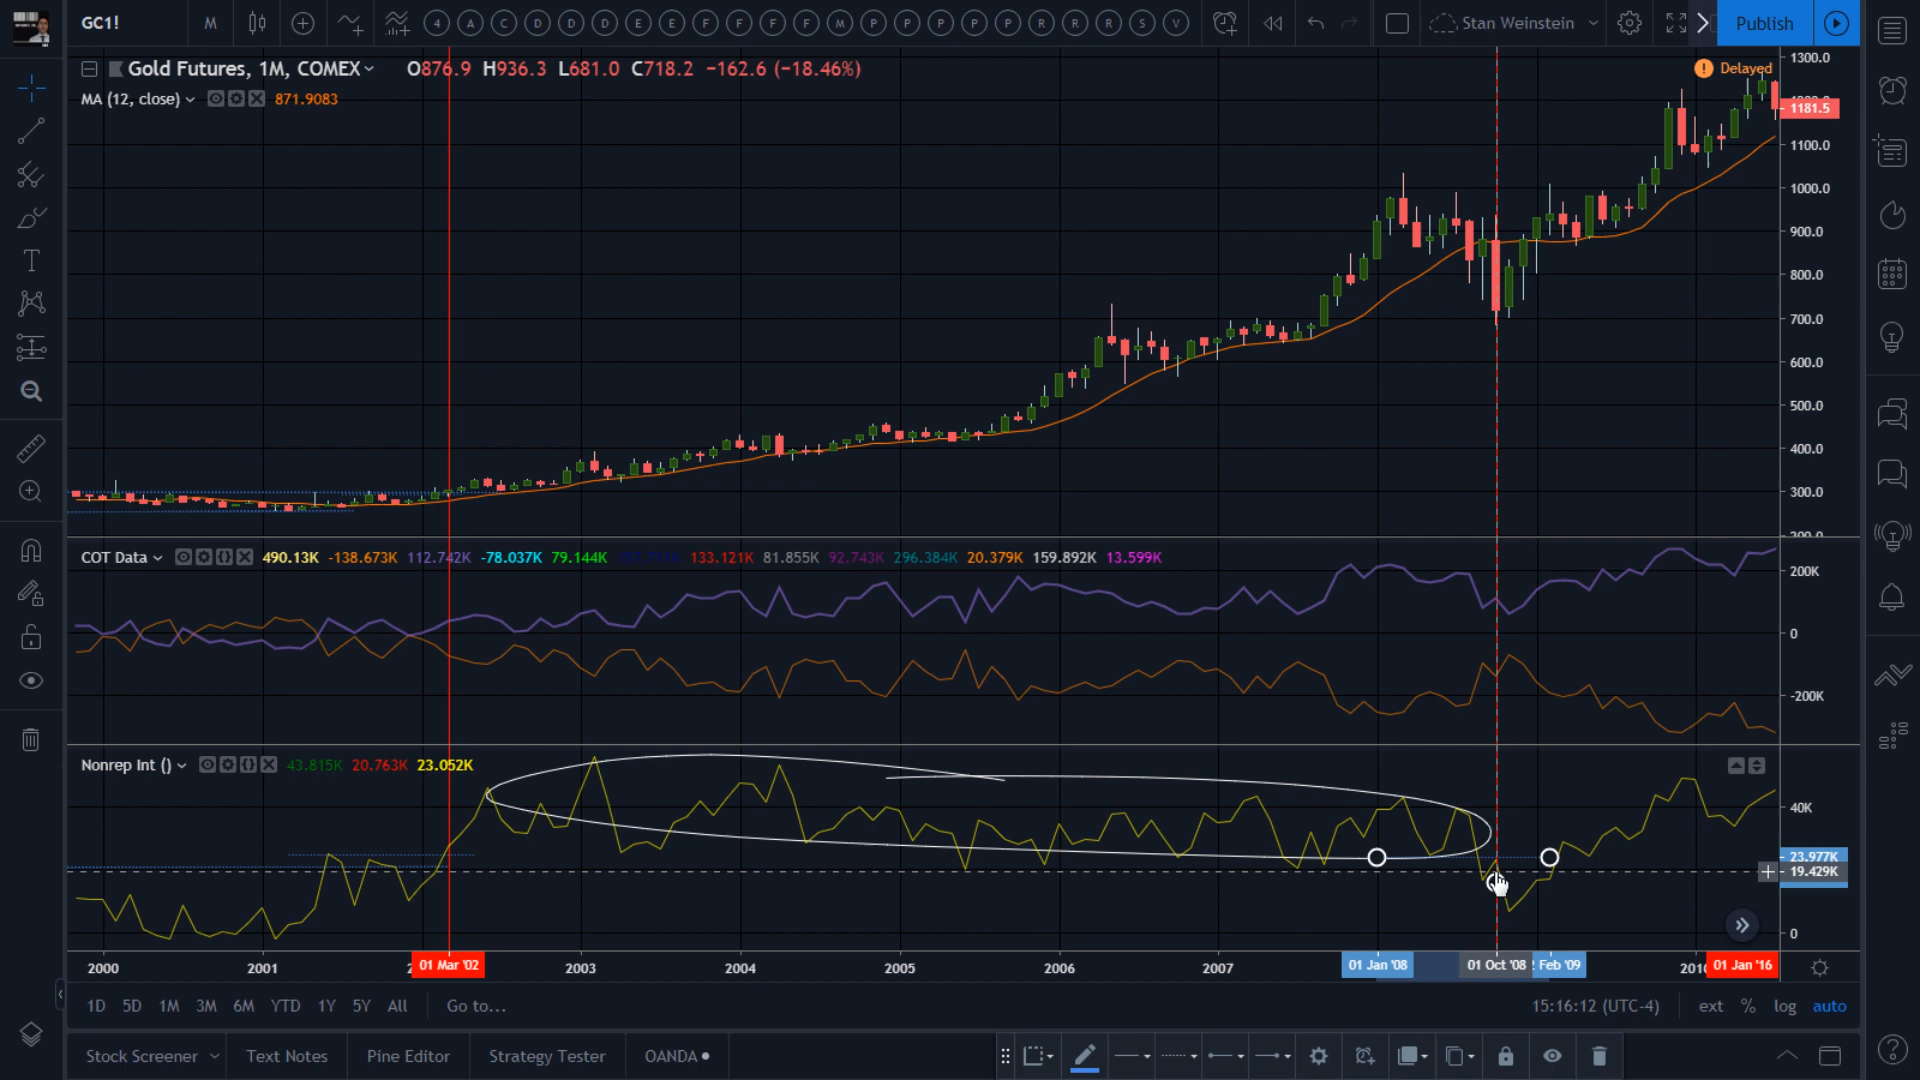 GC1! M 4 A C D D D E E F F F F M P P P P P R R R S V Stan Weinstein Publish
Gold Futures, 1M, COMEX O876.9 H936.3 L681.0 C718.2 −162.6 (−18.46%)
Delayed
MA (12, close) 871.9083
1300.0
1181.5
1100.0
1000.0
900.0
800.0
700.0
600.0
500.0
400.0
300.0
COT Data 490.13K -138.673K 112.742K -78.037K 79.144K 133.121K 81.855K 92.743K 296.384K 20.379K 159.892K 13.599K
200K
0
-200K
Nonrep Int () 43.815K 20.763K 23.052K
40K
23.977K
19.429K
0
2000 2001 01 Mar '02 2003 2004 2005 2006 2007 01 Jan '08 01 Oct '08 Feb '09 01 Jan '16
1D 5D 1M 3M 6M YTD 1Y 5Y All Go to... 15:16:12 (UTC-4) ext % log auto
Stock Screener Text Notes Pine Editor Strategy Tester OANDA